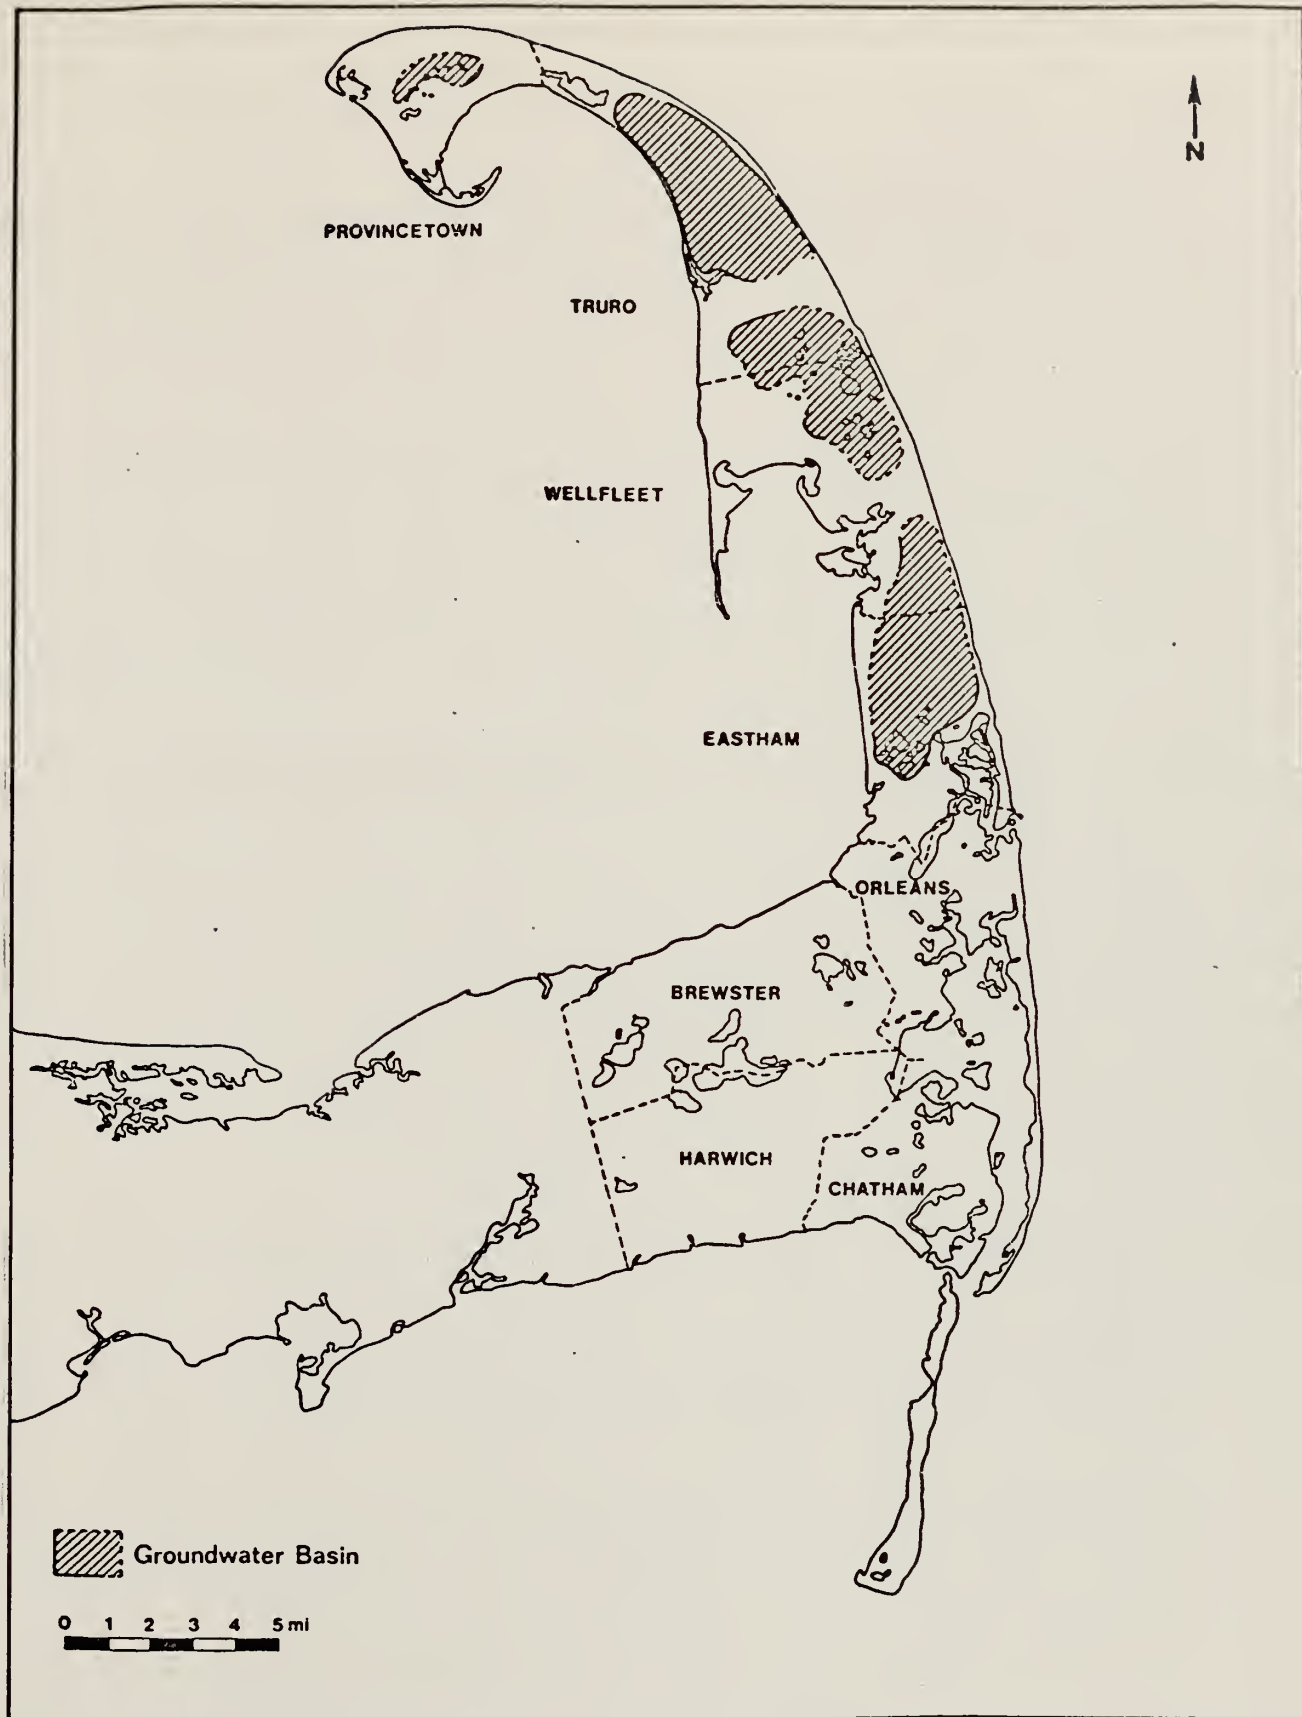 N
PROVINCETOWN
TRURO
WELLFLEET
EASTHAM
ORLEANS
BREWSTER
HARWICH
CHATHAM
Groundwater Basin
0 1 2 3 4 5 mi